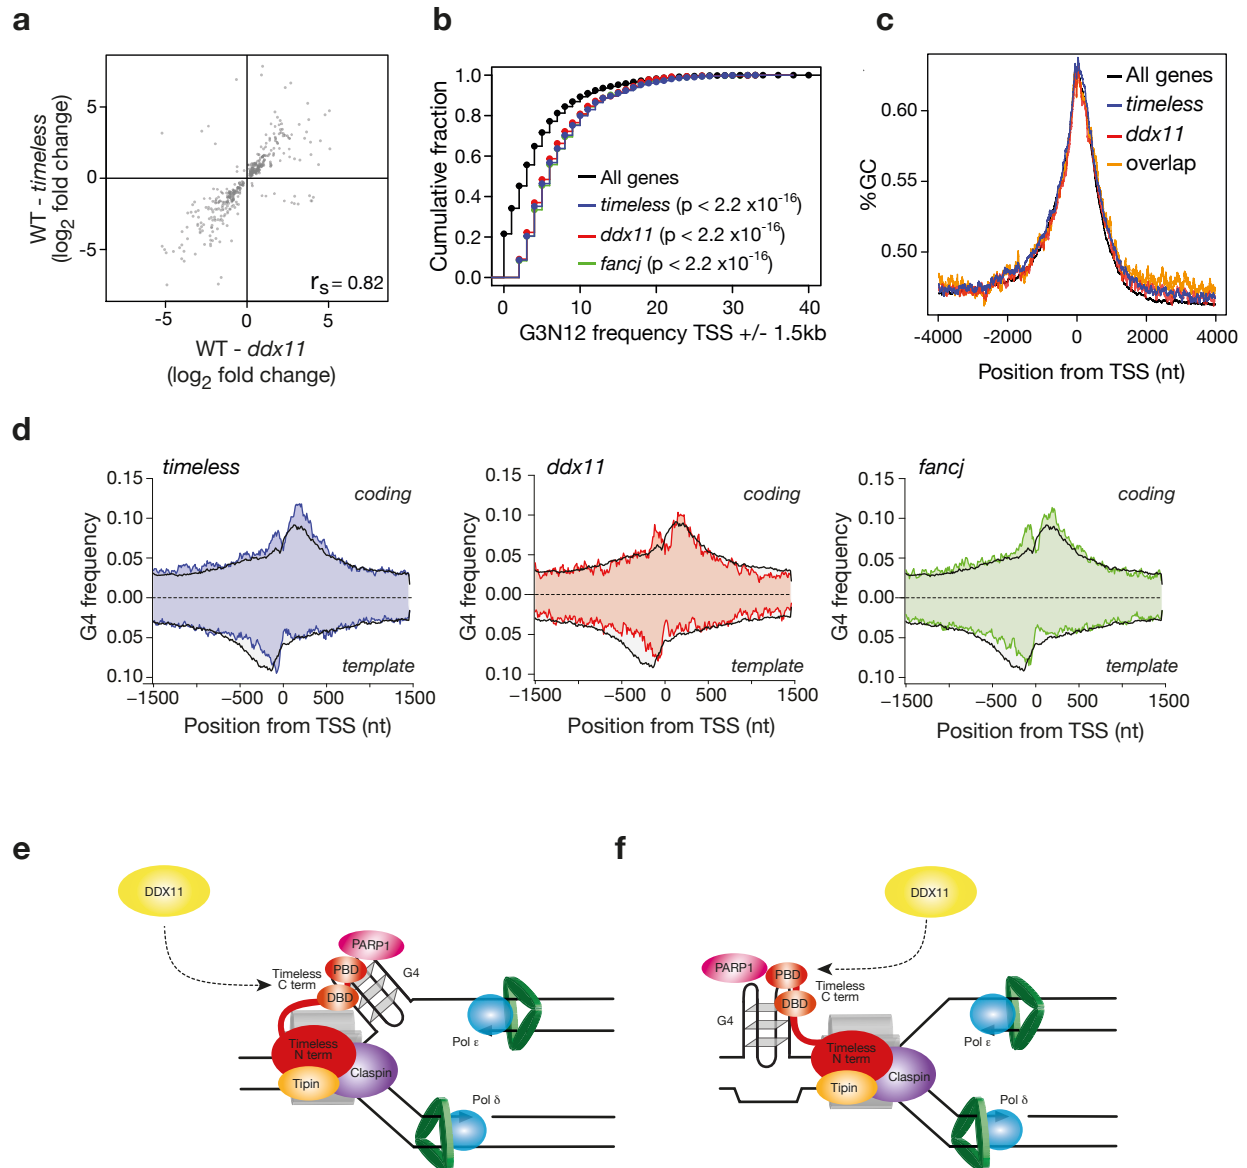 a
WT - timeless
(log2 fold change)
5
0
-5
-5
0
5
rs = 0.82
WT - ddx11
(log2 fold change)
b
Cumulative fraction
1.0
0.8
0.6
0.4
0.2
0.0
All genes
timeless (p < 2.2 x10-16)
ddx11 (p < 2.2 x10-16)
fancj (p < 2.2 x10-16)
0
10
20
30
40
G3N12 frequency TSS +/- 1.5kb
c
%GC
0.60
0.55
0.50
All genes
timeless
ddx11
overlap
-4000
-2000
0
2000
4000
Position from TSS (nt)
d
timeless
coding
template
G4 frequency
0.15
0.10
0.05
0.00
0.05
0.10
−1500
−500
0
500
1500
Position from TSS (nt)
ddx11
coding
template
G4 frequency
0.15
0.10
0.05
0.00
0.05
0.10
−1500
−500
0
500
1500
Position from TSS (nt)
fancj
coding
template
G4 frequency
0.15
0.10
0.05
0.00
0.05
0.10
−1500
−500
0
500
1500
Position from TSS (nt)
e
DDX11
PARP1
Timeless
C term
PBD
G4
DBD
Timeless
N term
Tipin
Claspin
Pol ε
Pol δ
f
DDX11
PARP1
PBD
Timeless
C term
DBD
G4
Timeless
N term
Tipin
Claspin
Pol ε
Pol δ